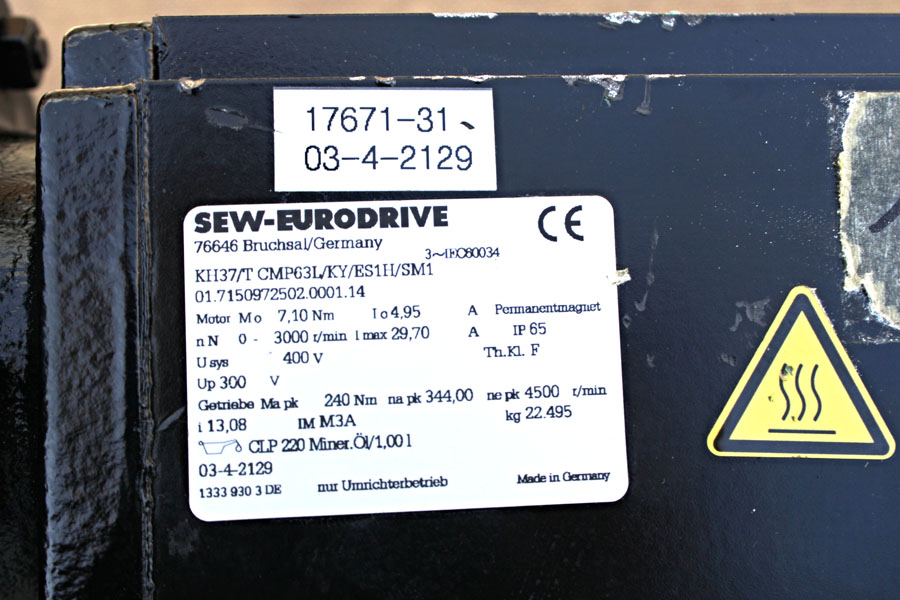 17671-31
03-4-2129
SEW-EURODRIVE CE
76646 Bruchsal/Germany
3~IEC60034
KH37/T CMP63L/KY/ES1H/SM1
01.7150972502.0001.14
Motor Mo 7,10 Nm Io 4,95 A Permanentmagnet
nN 0 - 3000 r/min Imax 29,70 A IP 65
Usys 400 V Th.Kl. F
Up 300 V
Getriebe Ma pk 240 Nm na pk 344,00 ne pk 4500 r/min
i 13,08 IM M3A kg 22.495
CLP 220 Miner.Öl/1,00 l
03-4-2129
1333 930 3 DE nur Umrichterbetrieb Made in Germany